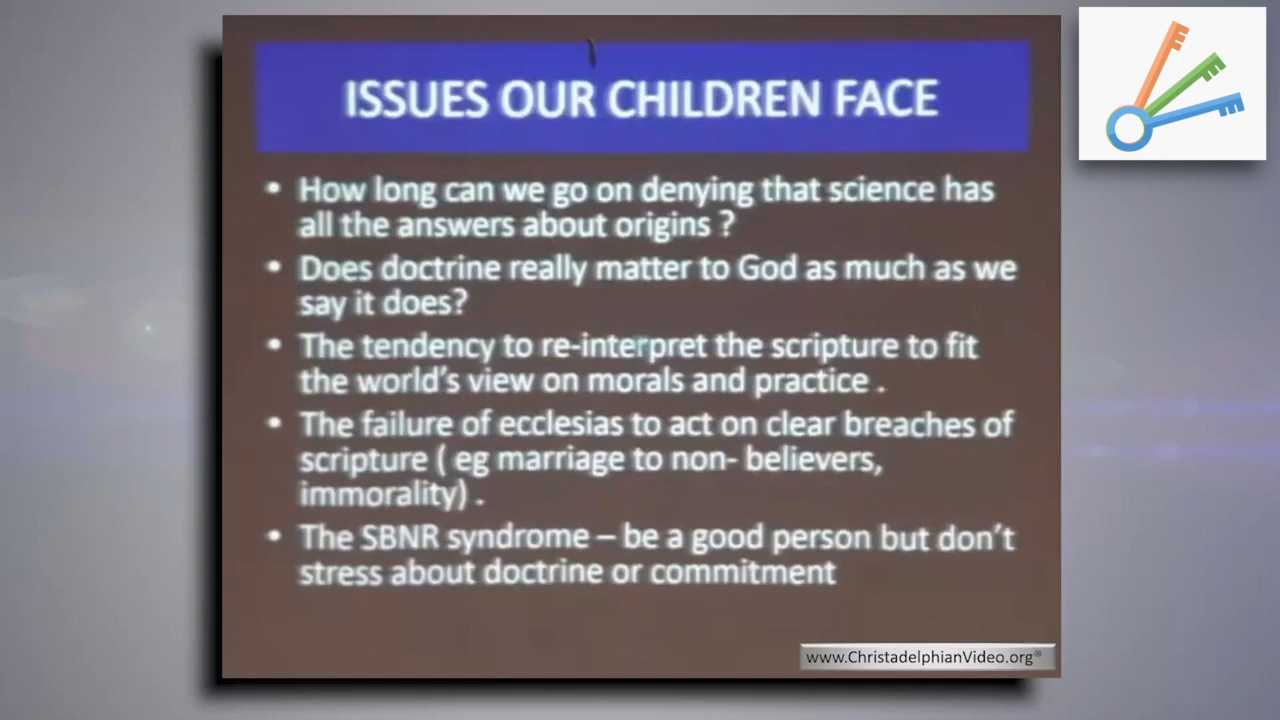 ISSUES OUR CHILDREN FACE
• How long can we go on denying that science has
all the answers about origins ?
• Does doctrine really matter to God as much as we
say it does?
• The tendency to re-interpret the scripture to fit
the world's view on morals and practice .
• The failure of ecclesias to act on clear breaches of
scripture ( eg marriage to non- believers,
immorality) .
• The SBNR syndrome – be a good person but don't
stress about doctrine or commitment
www.ChristadelphianVideo.org®